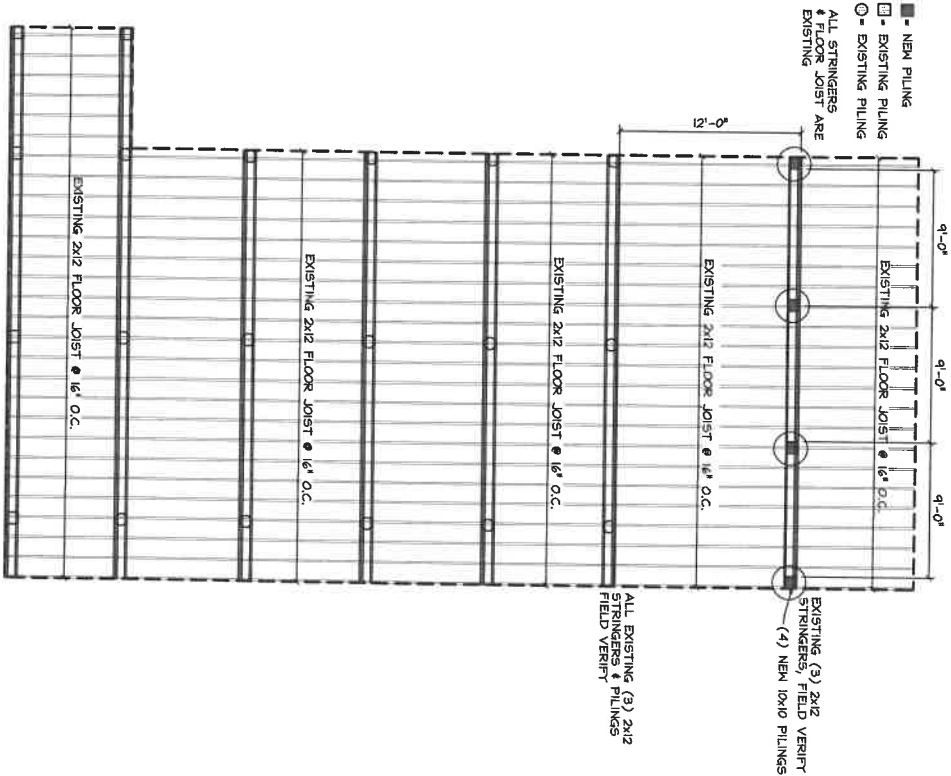 = NEW PILING
= EXISTING PILING
= EXISTING PILING
ALL STRINGERS
& FLOOR JOIST ARE
EXISTING
12'-0"
9'-0"
9'-0"
9'-0"
EXISTING 2x12 FLOOR JOIST @ 16" O.C.
EXISTING 2x12 FLOOR JOIST @ 16" O.C.
EXISTING 2x12 FLOOR JOIST @ 16" O.C.
EXISTING 2x12 FLOOR JOIST @ 16" O.C.
EXISTING 2x12 FLOOR JOIST @ 16" O.C.
EXISTING (3) 2x12
STRINGERS, FIELD VERIFY
(4) NEW 10x10 PILINGS
ALL EXISTING (3) 2x12
STRINGERS & PILINGS
FIELD VERIFY